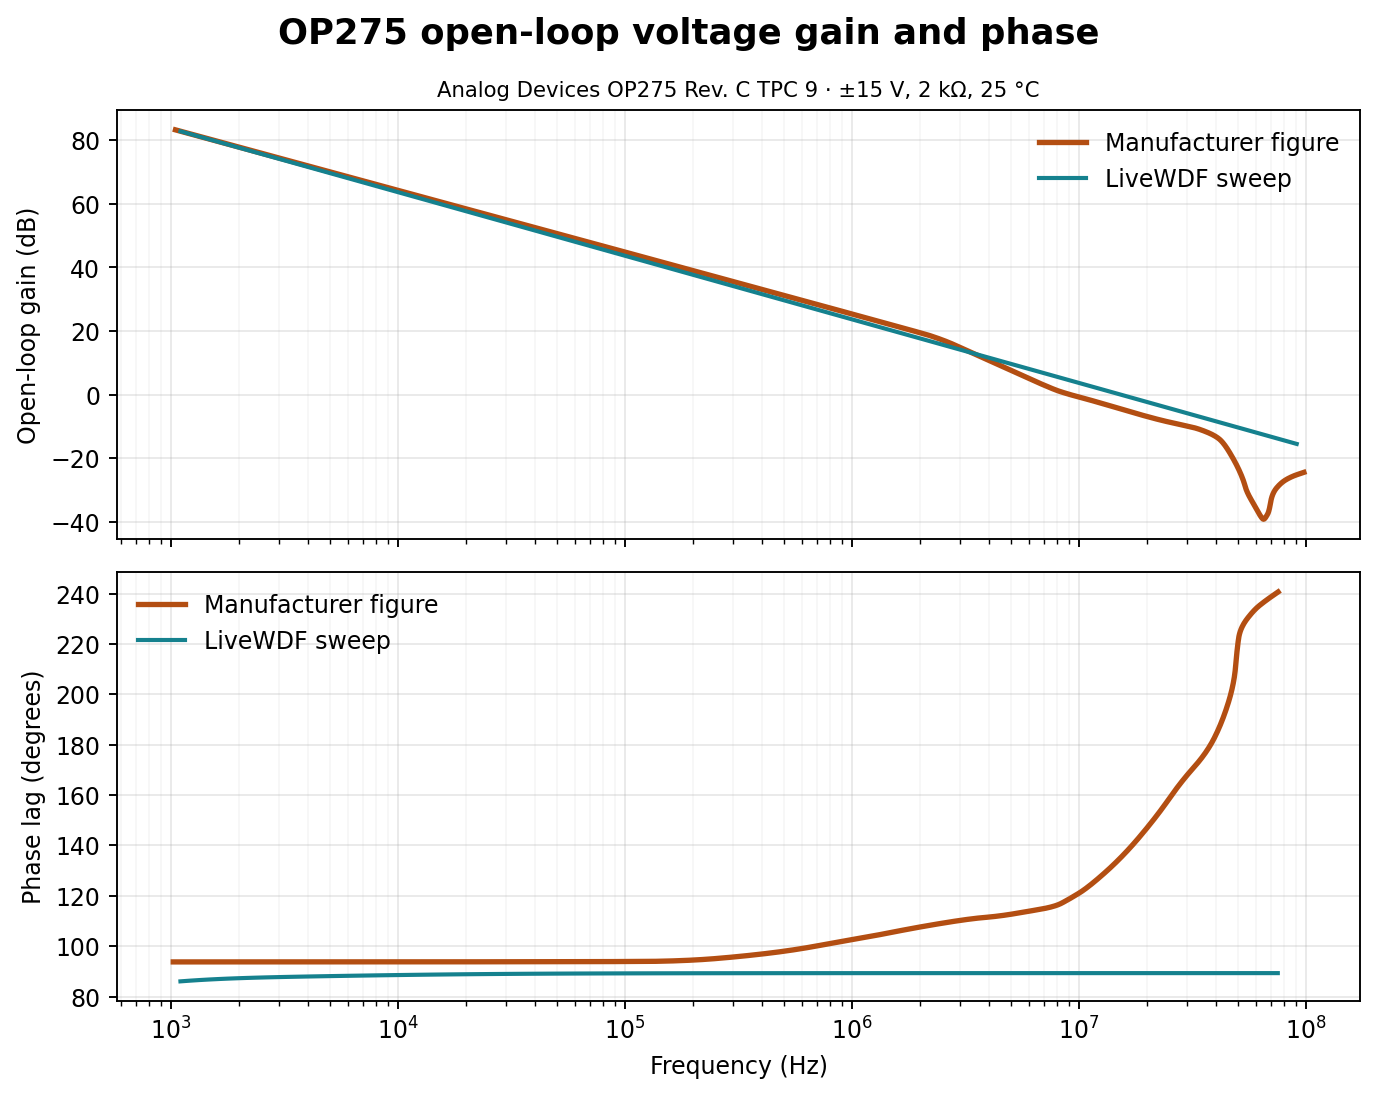 OP275 open-loop voltage gain and phase
Analog Devices OP275 Rev. C TPC 9 · ±15 V, 2 kΩ, 25 °C
Open-loop gain (dB)
80
60
40
20
0
−20
−40
Manufacturer figure
LiveWDF sweep
Phase lag (degrees)
240
220
200
180
160
140
120
100
80
Manufacturer figure
LiveWDF sweep
10³ 10⁴ 10⁵ 10⁶ 10⁷ 10⁸
Frequency (Hz)